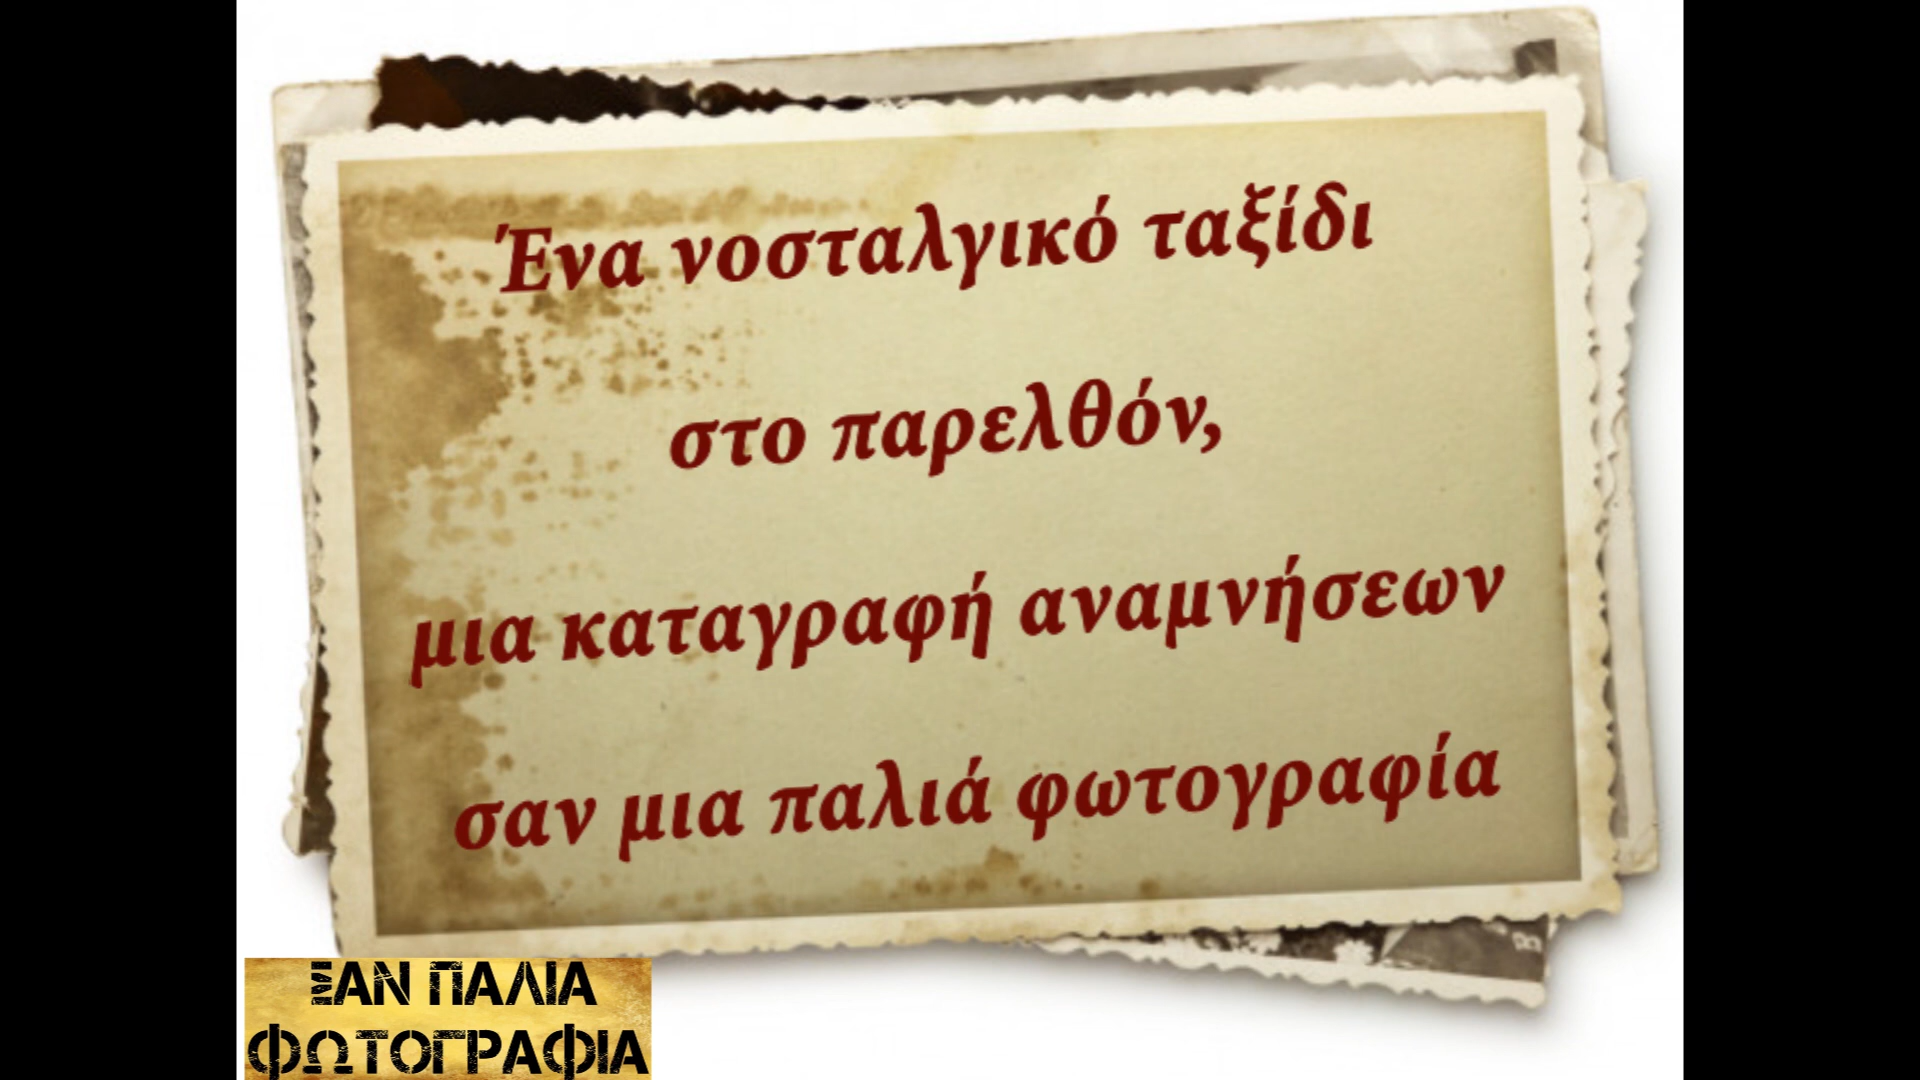 Ένα νοσταλγικό ταξίδι
στο παρελθόν,
μια καταγραφή αναμνήσεων
σαν μια παλιά φωτογραφία
ΣΑΝ ΠΑΛΙΑ
ΦΩΤΟΓΡΑΦΙΑ